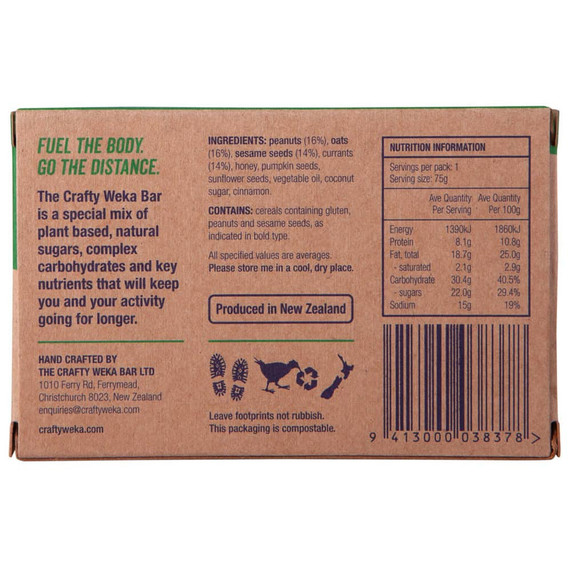 FUEL THE BODY.
GO THE DISTANCE.
The Crafty Weka Bar
is a special mix of
plant based, natural
sugars, complex
carbohydrates and key
nutrients that will keep
you and your activity
going for longer.
HAND CRAFTED BY
THE CRAFTY WEKA BAR LTD
1010 Ferry Rd, Ferrymead,
Christchurch 8023, New Zealand
enquiries@craftyweka.com
craftyweka.com
INGREDIENTS: peanuts (16%), oats
(16%), sesame seeds (14%), currants
(14%), honey, pumpkin seeds,
sunflower seeds, vegetable oil, coconut
sugar, cinnamon.
CONTAINS: cereals containing gluten,
peanuts and sesame seeds, as
indicated in bold type.
All specified values are averages.
Please store me in a cool, dry place.
Produced in New Zealand
Leave footprints not rubbish.
This packaging is compostable.
NUTRITION INFORMATION
Servings per pack: 1
Serving size: 75g
Ave Quantity Ave Quantity
Per Serving Per 100g
Energy 1390kJ 1860kJ
Protein 8.1g 10.8g
Fat, total 18.7g 25.0g
- saturated 2.1g 2.9g
Carbohydrate 30.4g 40.5%
- sugars 22.0g 29.4%
Sodium 15g 19%
9 413000 038378 >